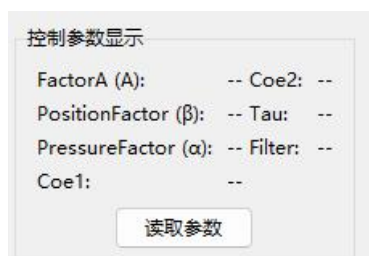 控制参数显示
FactorA (A): -- Coe2: --
PositionFactor (β): -- Tau: --
PressureFactor (α): -- Filter: --
Coe1: --
读取参数